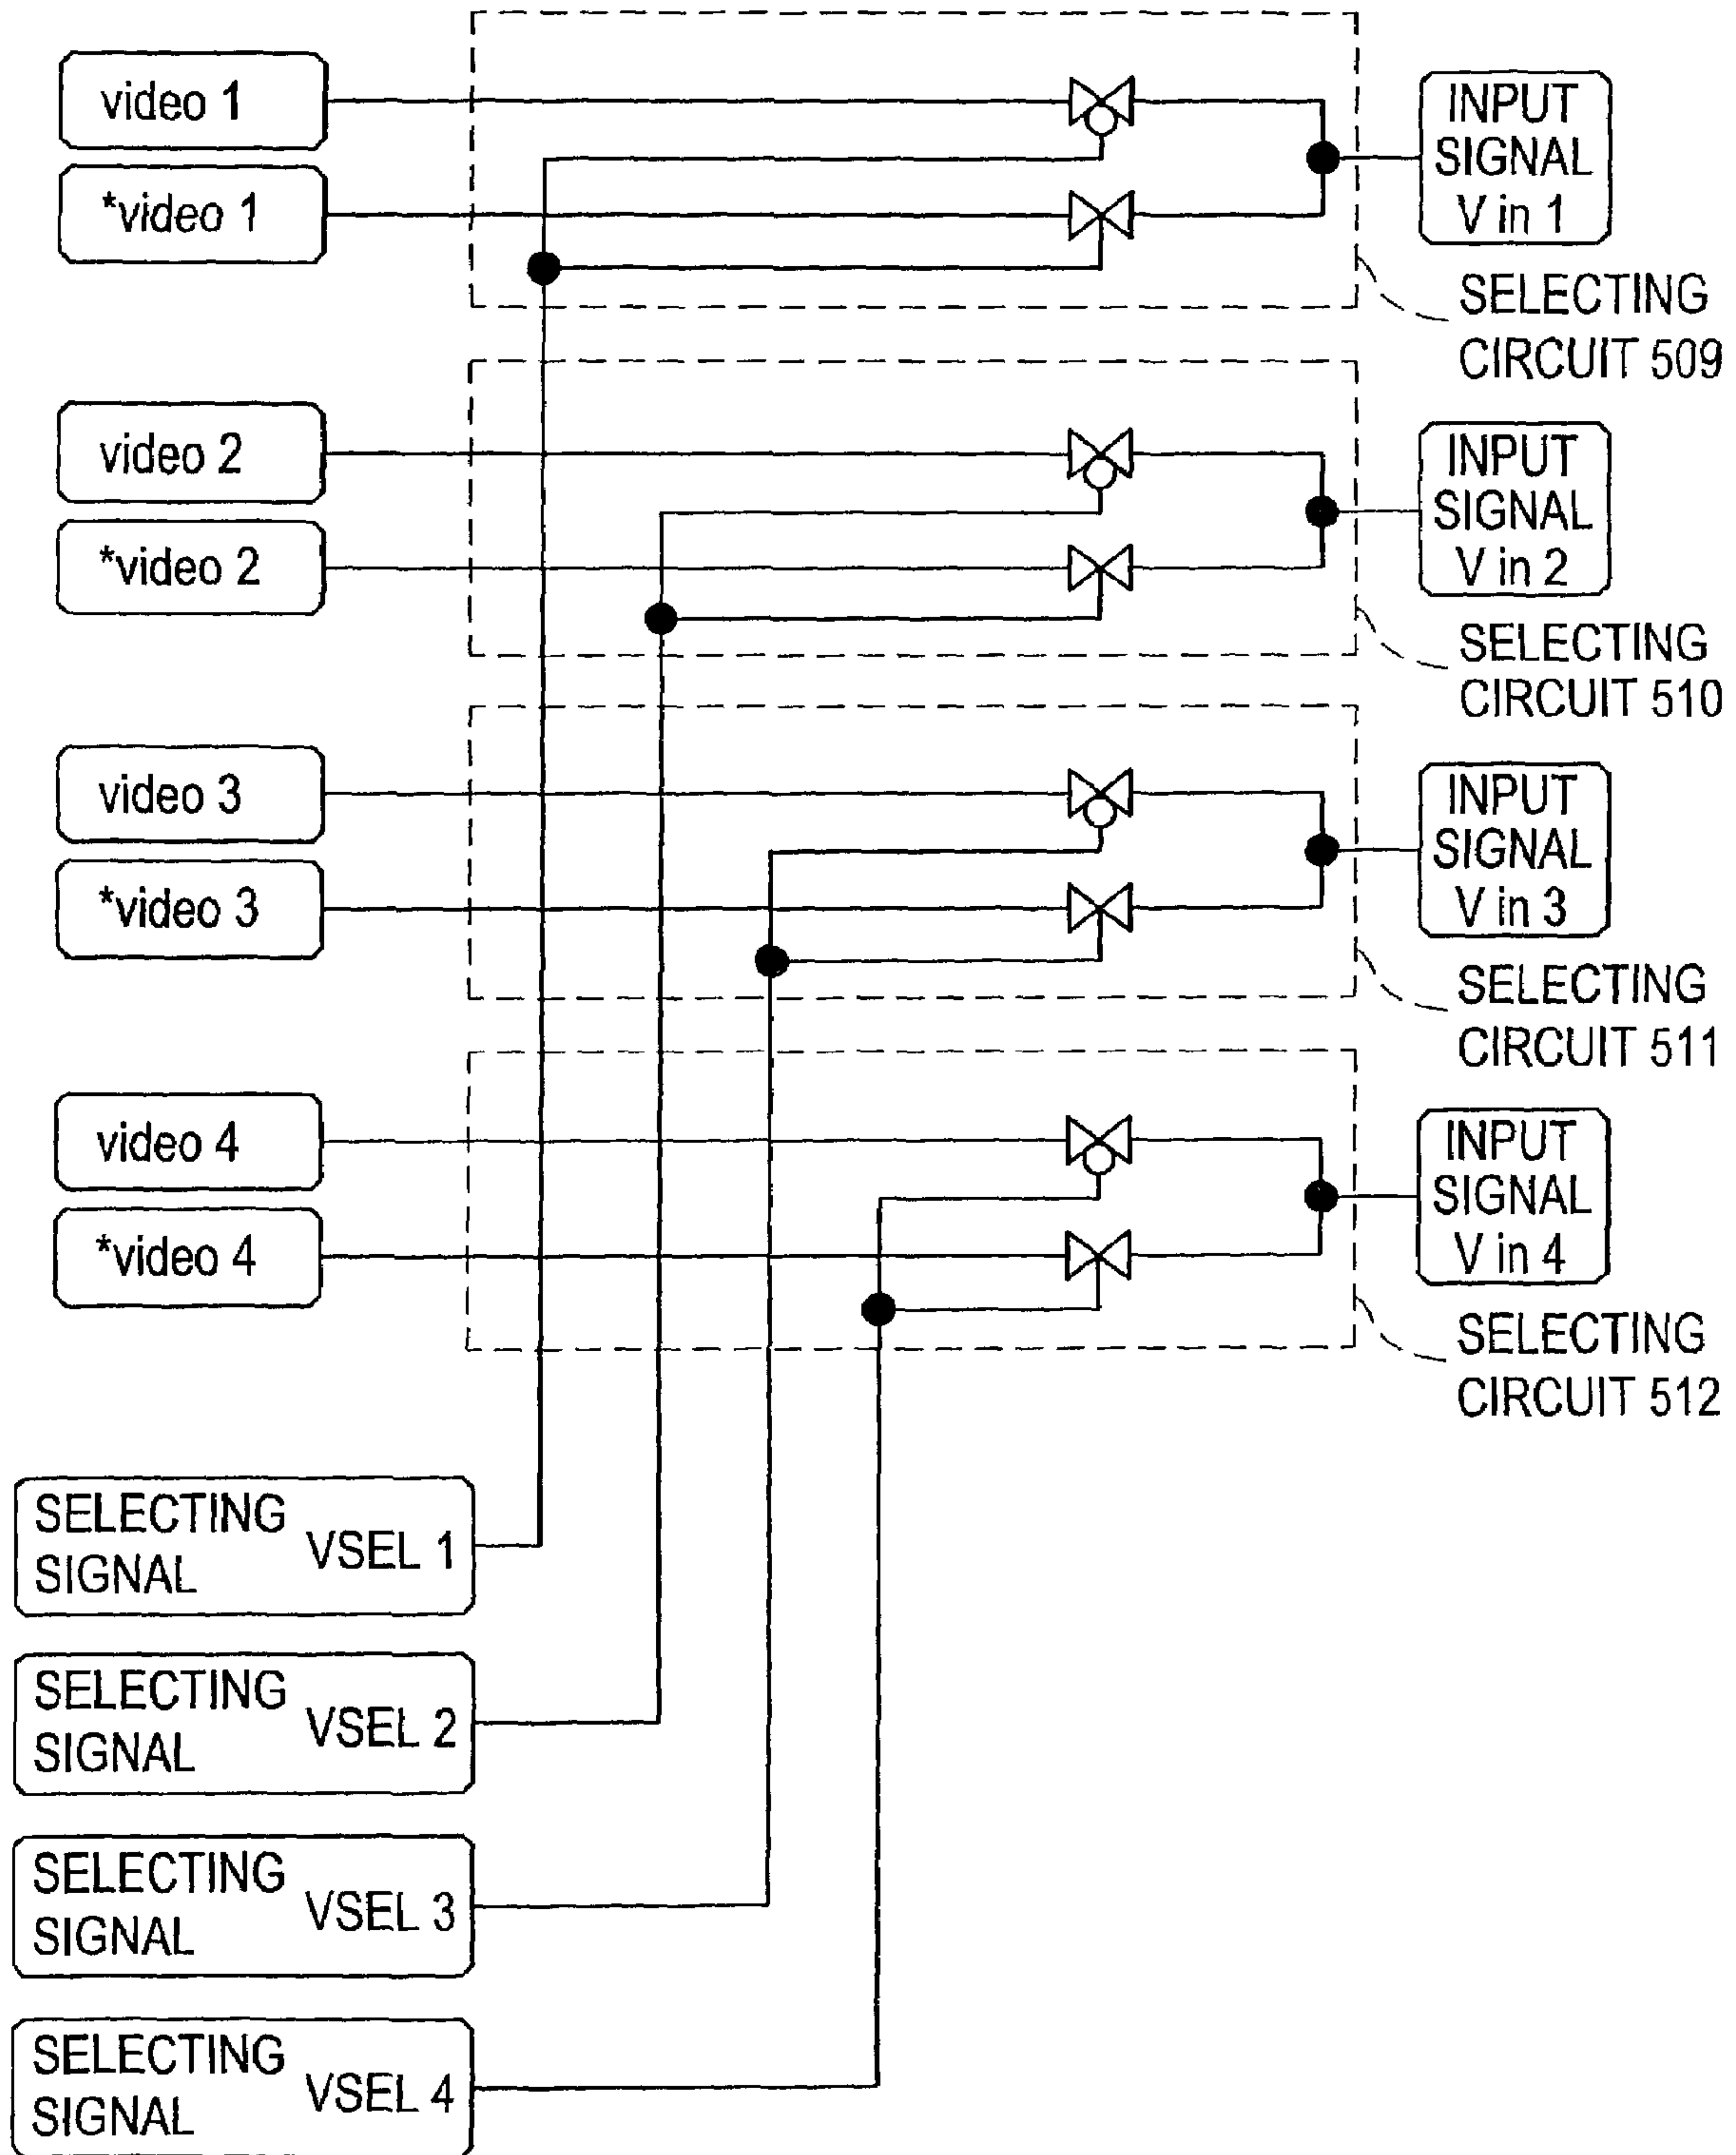 video 1
*video 1
INPUT
SIGNAL
V in 1
SELECTING
CIRCUIT 509
video 2
*video 2
INPUT
SIGNAL
V in 2
SELECTING
CIRCUIT 510
video 3
*video 3
INPUT
SIGNAL
V in 3
SELECTING
CIRCUIT 511
video 4
*video 4
INPUT
SIGNAL
V in 4
SELECTING
CIRCUIT 512
SELECTING
SIGNAL
VSEL 1
SELECTING
SIGNAL
VSEL 2
SELECTING
SIGNAL
VSEL 3
SELECTING
SIGNAL
VSEL 4